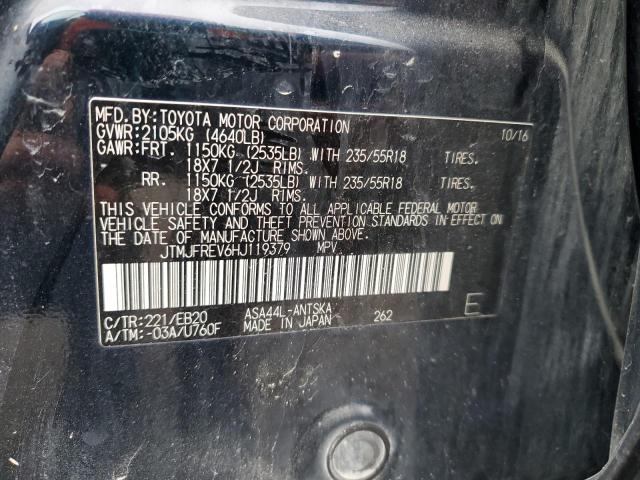 MFD.BY:TOYOTA MOTOR CORPORATION 10/16
GVWR:2105KG (4640LB)
GAWR:FRT. 1150KG (2535LB) WITH 235/55R18 TIRES.
18X7 1/2J RIMS.
RR. 1150KG (2535LB) WITH 235/55R18 TIRES.
18X7 1/2J RIMS.
THIS VEHICLE CONFORMS TO ALL APPLICABLE FEDERAL MOTOR
VEHICLE SAFETY AND THEFT PREVENTION STANDARDS IN EFFECT ON
THE DATE OF MANUFACTURE SHOWN ABOVE.
JTMJFREV6HJ119379 MPV
C/TR:221/EB20 ASA44L-ANTSKA 262 E
A/TM:-03A/U760F MADE IN JAPAN